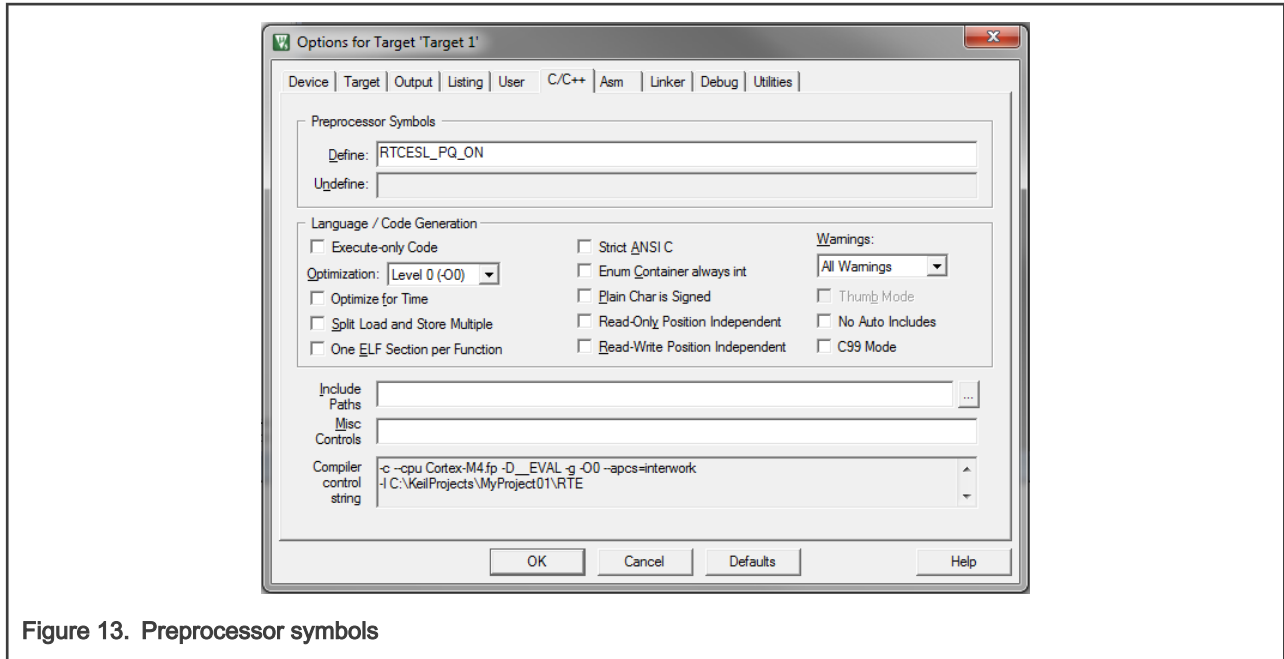 Options for Target 'Target 1'
Device Target Output Listing User C/C++ Asm Linker Debug Utilities
Preprocessor Symbols
Define: RTCESL_PQ_ON
Undefine:
Language / Code Generation
Execute-only Code
Optimization: Level 0 (-O0)
Optimize for Time
Split Load and Store Multiple
One ELF Section per Function
Strict ANSI C
Enum Container always int
Plain Char is Signed
Read-Only Position Independent
Read-Write Position Independent
Warnings:
All Warnings
Thumb Mode
No Auto Includes
C99 Mode
Include
Paths
...
Misc
Controls
Compiler
control
string
-c --cpu Cortex-M4.fp -D__EVAL -g -O0 --apcs=interwork
-I C:\KeilProjects\MyProject01\RTE
OK Cancel Defaults Help
Figure 13. Preprocessor symbols